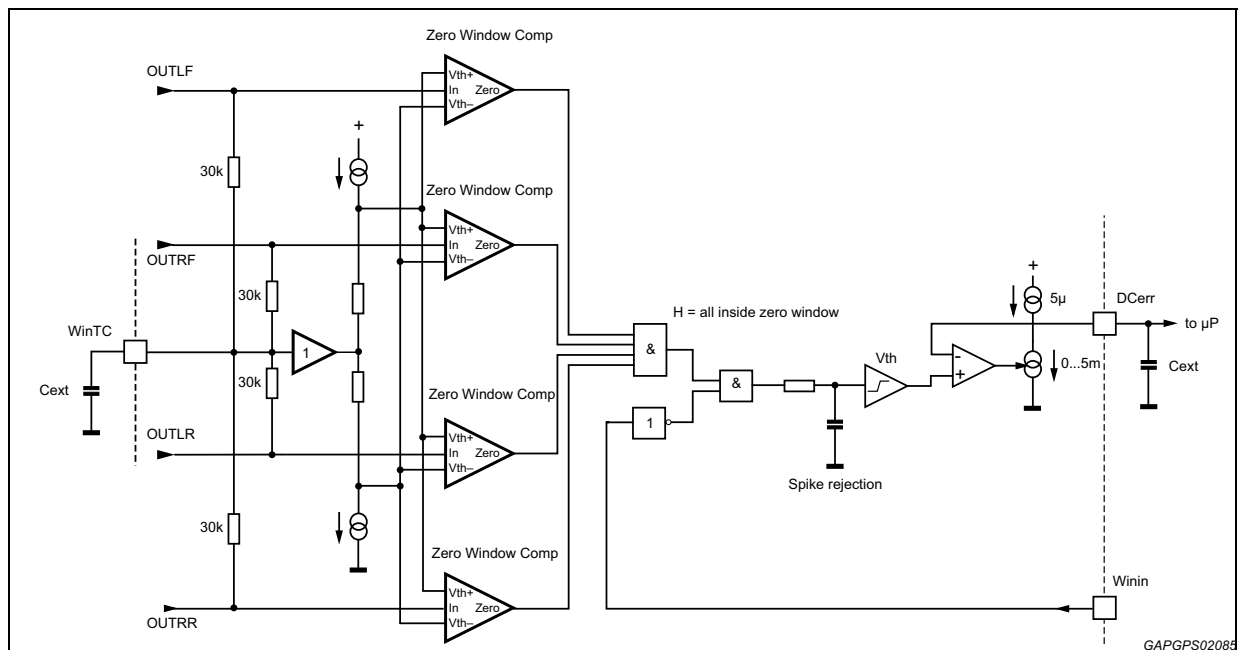 Zero Window Comp
OUTLF
Vth+
In Zero
Vth–
+
30k
Zero Window Comp
OUTRF
Vth+
In Zero
Vth–
30k
WinTC
Cext
1
30k
H = all inside zero window
&
&
Vth
-
+
+
5µ
0...5m
DCerr
to µP
Cext
Zero Window Comp
OUTLR
Vth+
In Zero
Vth–
1
Spike rejection
30k
Zero Window Comp
OUTRR
Vth+
In Zero
Vth–
Winin
GAPGPS02085